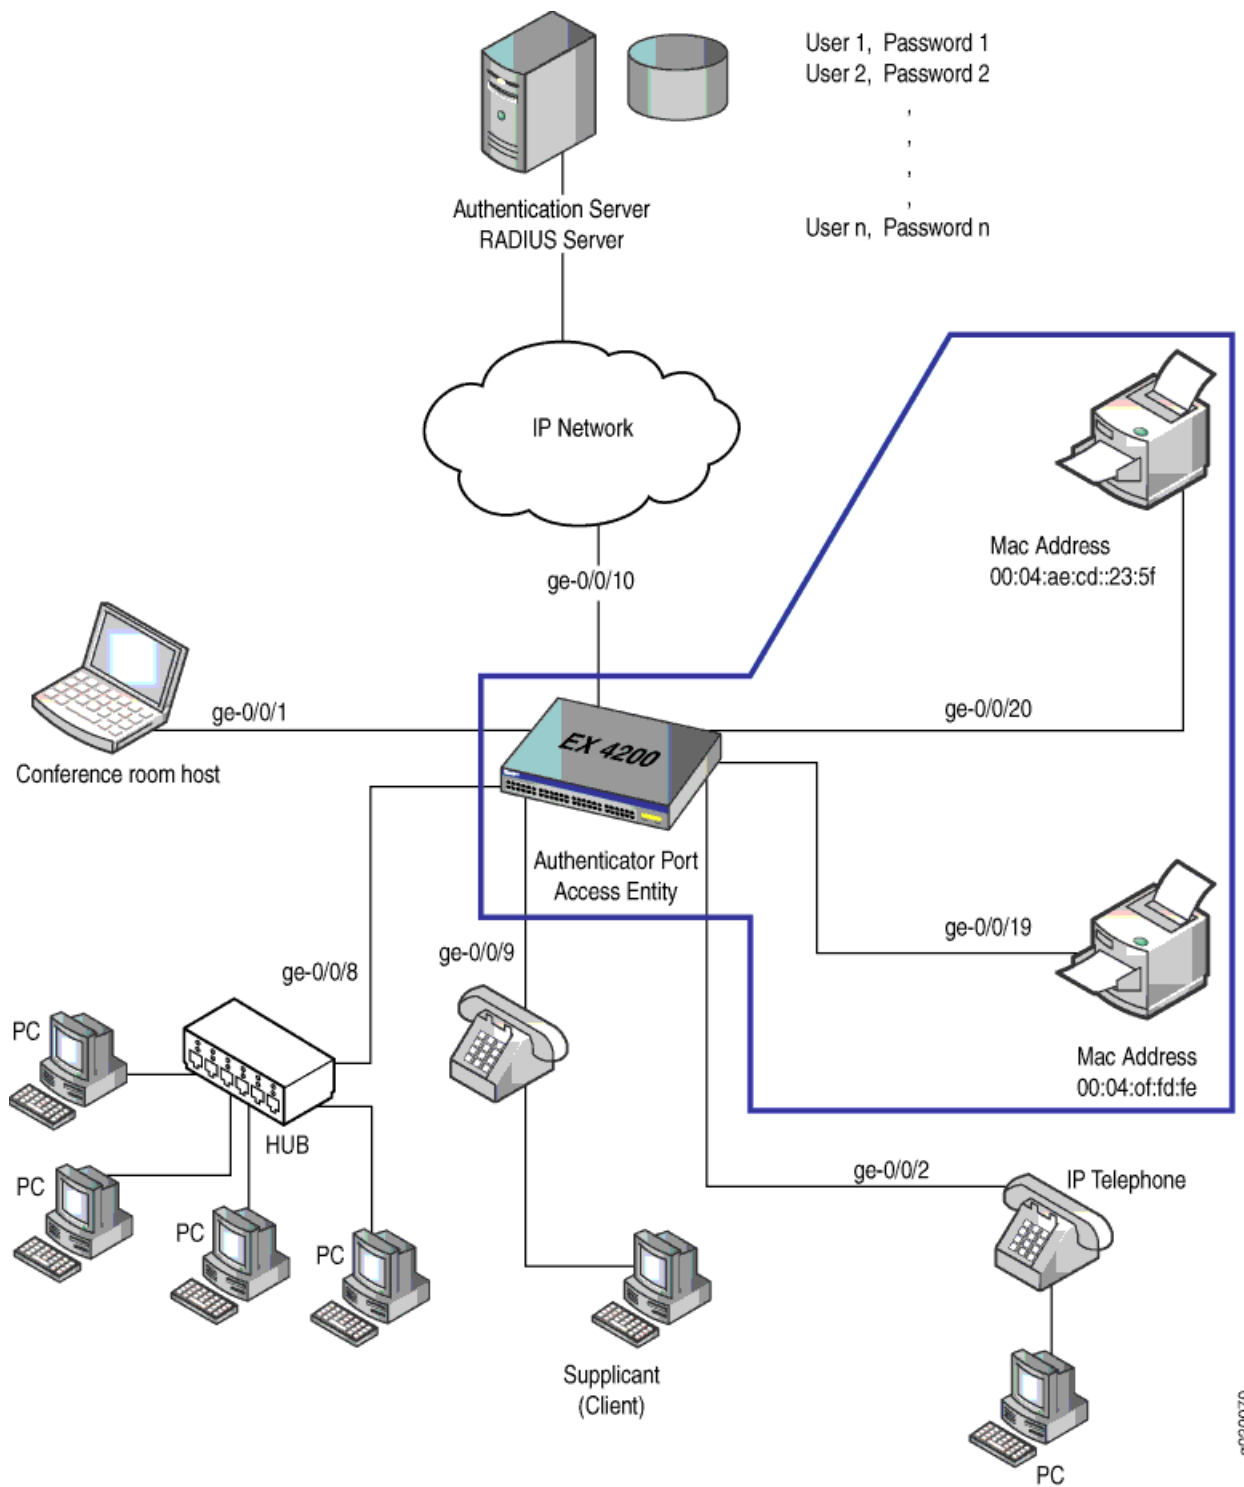 User 1, Password 1
User 2, Password 2
,
,
,
,
User n, Password n
Authentication Server
RADIUS Server
IP Network
Mac Address
00:04:ae:cd::23:5f
ge-0/0/10
ge-0/0/1
ge-0/0/20
EX 4200
Conference room host
Authenticator Port
Access Entity
ge-0/0/19
ge-0/0/9
ge-0/0/8
PC
Mac Address
00:04:of:fd:fe
HUB
ge-0/0/2
IP Telephone
PC
PC
PC
Supplicant
(Client)
PC